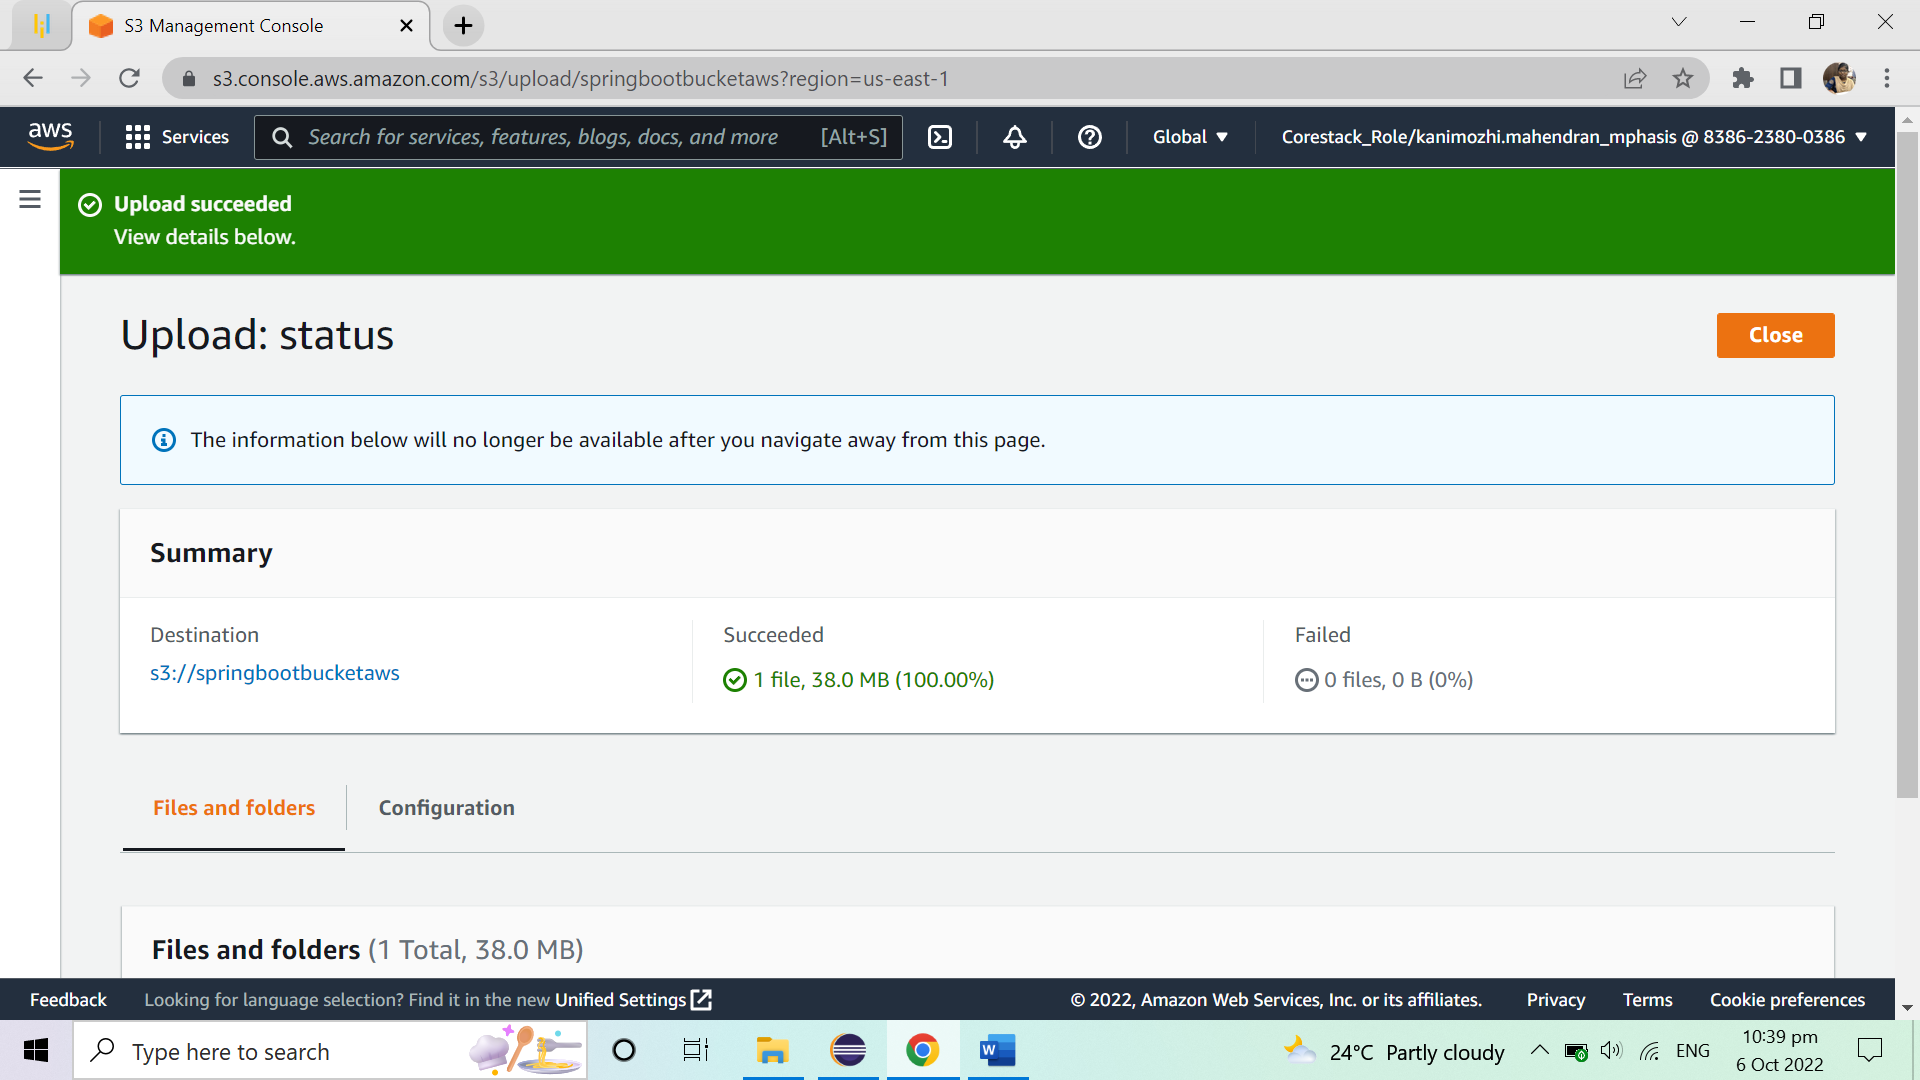 S3 Management Console
s3.console.aws.amazon.com/s3/upload/springbootbucketaws?region=us-east-1
aws
Services
Search for services, features, blogs, docs, and more [Alt+S]
Global
Corestack_Role/kanimozhi.mahendran_mphasis @ 8386-2380-0386
Upload succeeded
View details below.
Upload: status
Close
The information below will no longer be available after you navigate away from this page.
Summary
Destination
s3://springbootbucketaws
Succeeded
1 file, 38.0 MB (100.00%)
Failed
0 files, 0 B (0%)
Files and folders
Configuration
Files and folders (1 Total, 38.0 MB)
Feedback
Looking for language selection? Find it in the new Unified Settings
© 2022, Amazon Web Services, Inc. or its affiliates.
Privacy
Terms
Cookie preferences
Type here to search
W
24°C Partly cloudy
ENG
10:39 pm
6 Oct 2022